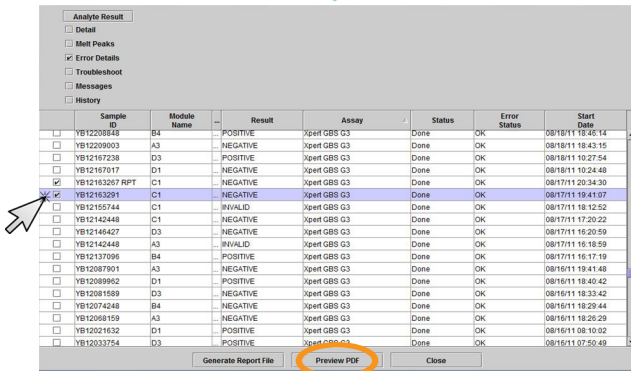 Analyte Result
Detail
Melt Peaks
Error Details
Troubleshoot
Messages
History
Sample ID Module Name ... Result Assay Status Error Status Start Date
YB12208848 B4 ... POSITIVE Xpert GBS G3 Done OK 08/18/11 18:46:14
YB12209003 A3 ... NEGATIVE Xpert GBS G3 Done OK 08/18/11 18:43:15
YB12167238 D3 ... POSITIVE Xpert GBS G3 Done OK 08/18/11 10:27:54
YB12167017 D1 ... NEGATIVE Xpert GBS G3 Done OK 08/18/11 10:24:48
YB12163267 RPT C1 ... NEGATIVE Xpert GBS G3 Done OK 08/17/11 20:34:30
YB12163291 C1 ... NEGATIVE Xpert GBS G3 Done OK 08/17/11 19:41:07
YB12155744 C1 ... INVALID Xpert GBS G3 Done OK 08/17/11 18:12:52
YB12142448 C1 ... NEGATIVE Xpert GBS G3 Done OK 08/17/11 17:20:22
YB12146427 D3 ... NEGATIVE Xpert GBS G3 Done OK 08/17/11 16:20:59
YB12142448 A3 ... INVALID Xpert GBS G3 Done OK 08/17/11 16:18:59
YB12137096 B4 ... POSITIVE Xpert GBS G3 Done OK 08/17/11 16:17:19
YB12087901 A3 ... NEGATIVE Xpert GBS G3 Done OK 08/16/11 19:41:48
YB12089962 D1 ... POSITIVE Xpert GBS G3 Done OK 08/16/11 18:40:42
YB12081589 D3 ... NEGATIVE Xpert GBS G3 Done OK 08/16/11 18:33:42
YB12074248 B4 ... NEGATIVE Xpert GBS G3 Done OK 08/16/11 18:29:44
YB12068159 A3 ... NEGATIVE Xpert GBS G3 Done OK 08/16/11 18:26:29
YB12021632 D1 ... POSITIVE Xpert GBS G3 Done OK 08/16/11 08:10:02
YB12033754 D3 ... POSITIVE Xpert GBS G3 Done OK 08/16/11 07:50:49
Generate Report File Preview PDF Close